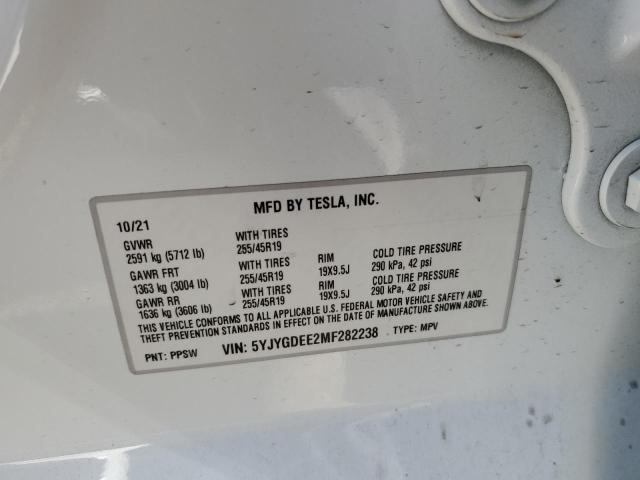 MFD BY TESLA, INC.
10/21
GVWR WITH TIRES
2591 kg (5712 lb) 255/45R19
GAWR FRT WITH TIRES RIM COLD TIRE PRESSURE
1363 kg (3004 lb) 255/45R19 19X9.5J 290 kPa, 42 psi
GAWR RR WITH TIRES RIM COLD TIRE PRESSURE
1636 kg (3606 lb) 255/45R19 19X9.5J 290 kPa, 42 psi
THIS VEHICLE CONFORMS TO ALL APPLICABLE U.S. FEDERAL MOTOR VEHICLE SAFETY AND
THEFT PREVENTION STANDARDS IN EFFECT ON THE DATE OF MANUFACTURE SHOWN ABOVE.
PNT: PPSW VIN: 5YJYGDEE2MF282238 TYPE: MPV